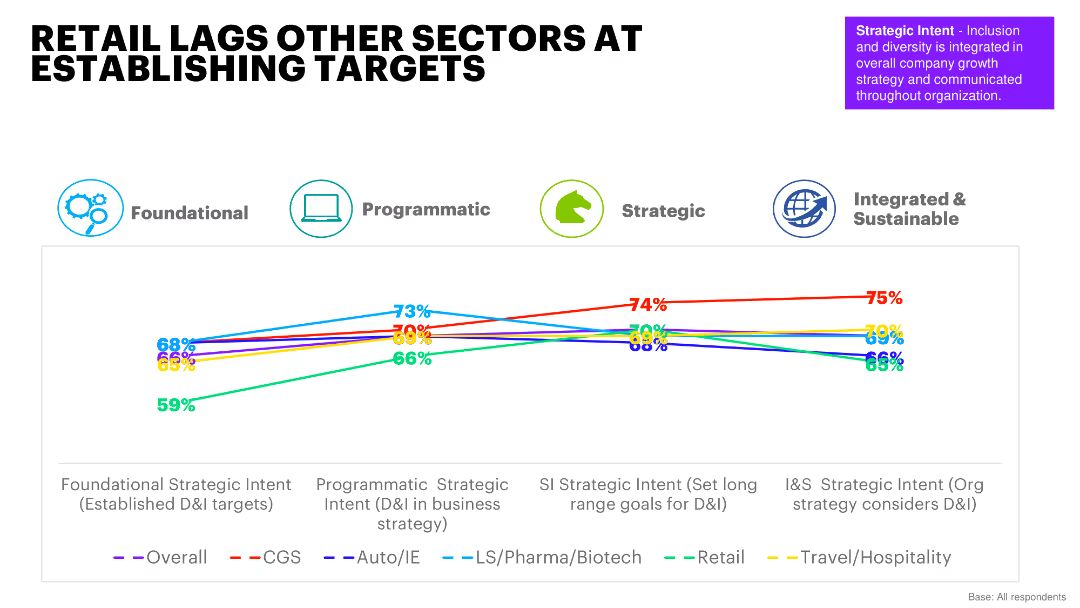 RETAIL LAGS OTHER SECTORS AT
ESTABLISHING TARGETS
Strategic Intent - Inclusion
and diversity is integrated in
overall company growth
strategy and communicated
throughout organization.
Foundational
Programmatic
Strategic
Integrated &
Sustainable
68%
66%
65%
59%
73%
70%
69%
66%
74%
70%
69%
68%
75%
70%
69%
66%
65%
Foundational Strategic Intent
(Established D&I targets)
Programmatic Strategic
Intent (D&I in business
strategy)
SI Strategic Intent (Set long
range goals for D&I)
I&S Strategic Intent (Org
strategy considers D&I)
Overall CGS Auto/IE LS/Pharma/Biotech Retail Travel/Hospitality
Base: All respondents